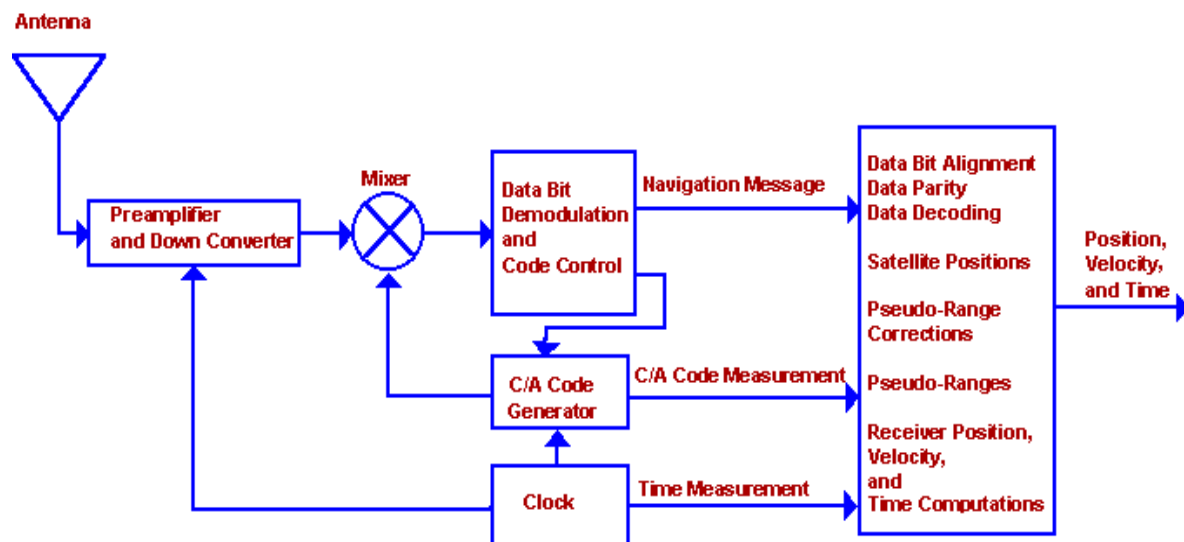 Antenna
Preamplifier
and Down Converter
Mixer
Data Bit
Demodulation
and
Code Control
Navigation Message
C/A Code
Generator
C/A Code Measurement
Clock
Time Measurement
Data Bit Alignment
Data Parity
Data Decoding
Satellite Positions
Pseudo-Range
Corrections
Pseudo-Ranges
Receiver Position,
Velocity,
and
Time Computations
Position,
Velocity,
and Time